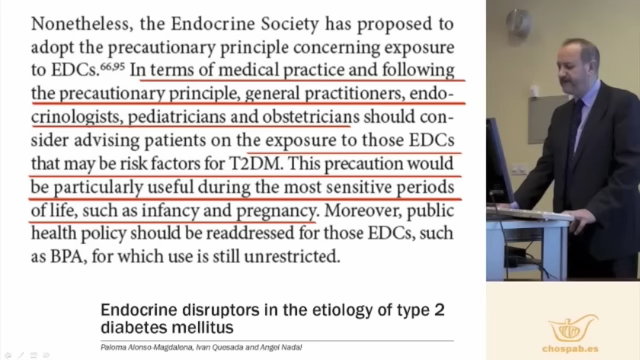 Nonetheless, the Endocrine Society has proposed to
adopt the precautionary principle concerning exposure
to EDCs.66,95 In terms of medical practice and following
the precautionary principle, general practitioners, endo-
crinologists, pediatricians and obstetricians should con-
sider advising patients on the exposure to those EDCs
that may be risk factors for T2DM. This precaution would
be particularly useful during the most sensitive periods
of life, such as infancy and pregnancy. Moreover, public
health policy should be readdressed for those EDCs, such
as BPA, for which use is still unrestricted.
Endocrine disruptors in the etiology of type 2
diabetes mellitus
Paloma Alonso-Magdalena, Ivan Quesada and Angel Nadal
chospab.es